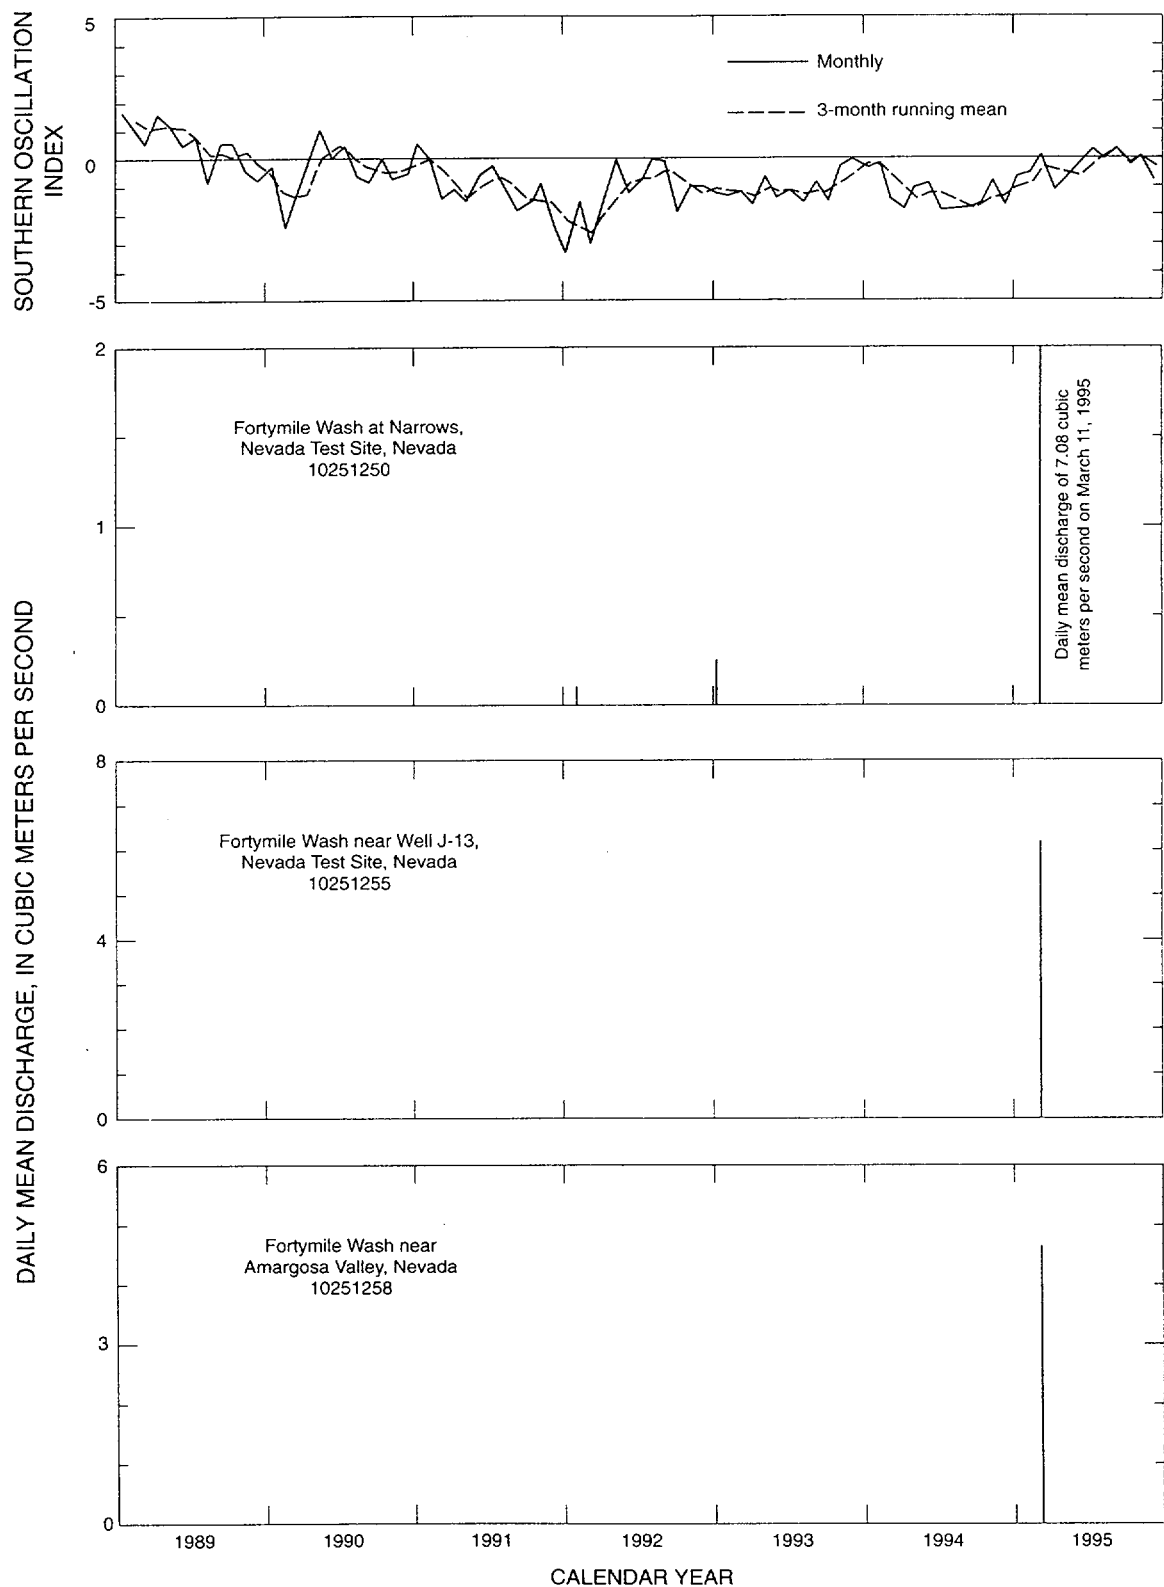 SOUTHERN OSCILLATION
INDEX
5
0
-5
Monthly
3-month running mean
DAILY MEAN DISCHARGE, IN CUBIC METERS PER SECOND
2
1
0
Fortymile Wash at Narrows,
Nevada Test Site, Nevada
10251250
Daily mean discharge of 7.08 cubic
meters per second on March 11, 1995
8
4
0
Fortymile Wash near Well J-13,
Nevada Test Site, Nevada
10251255
6
3
0
Fortymile Wash near
Amargosa Valley, Nevada
10251258
1989 1990 1991 1992 1993 1994 1995
CALENDAR YEAR